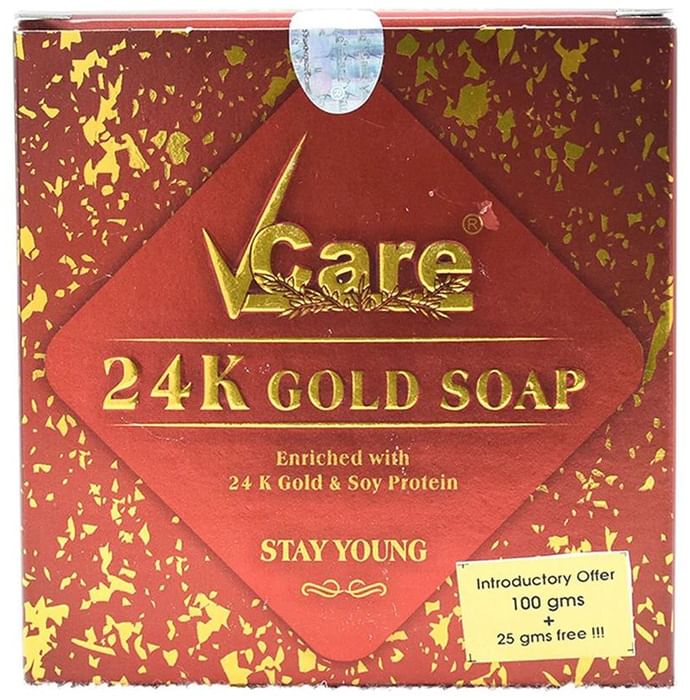 VCare ®
24K GOLD SOAP
Enriched with
24 K Gold & Soy Protein
STAY YOUNG
Introductory Offer
100 gms
+
25 gms free !!!